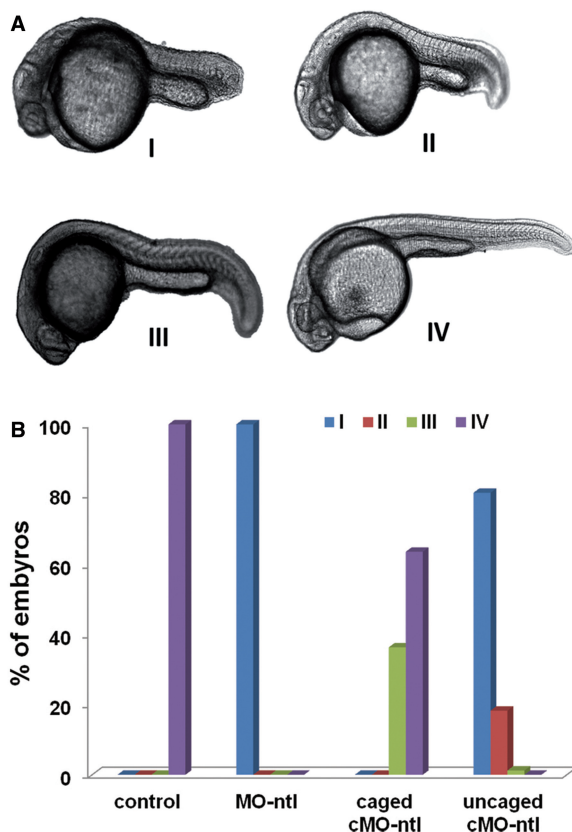 A
I
II
III
IV
B
I II III IV
% of embyros
100
80
60
40
20
0
control MO-ntl caged cMO-ntl uncaged cMO-ntl